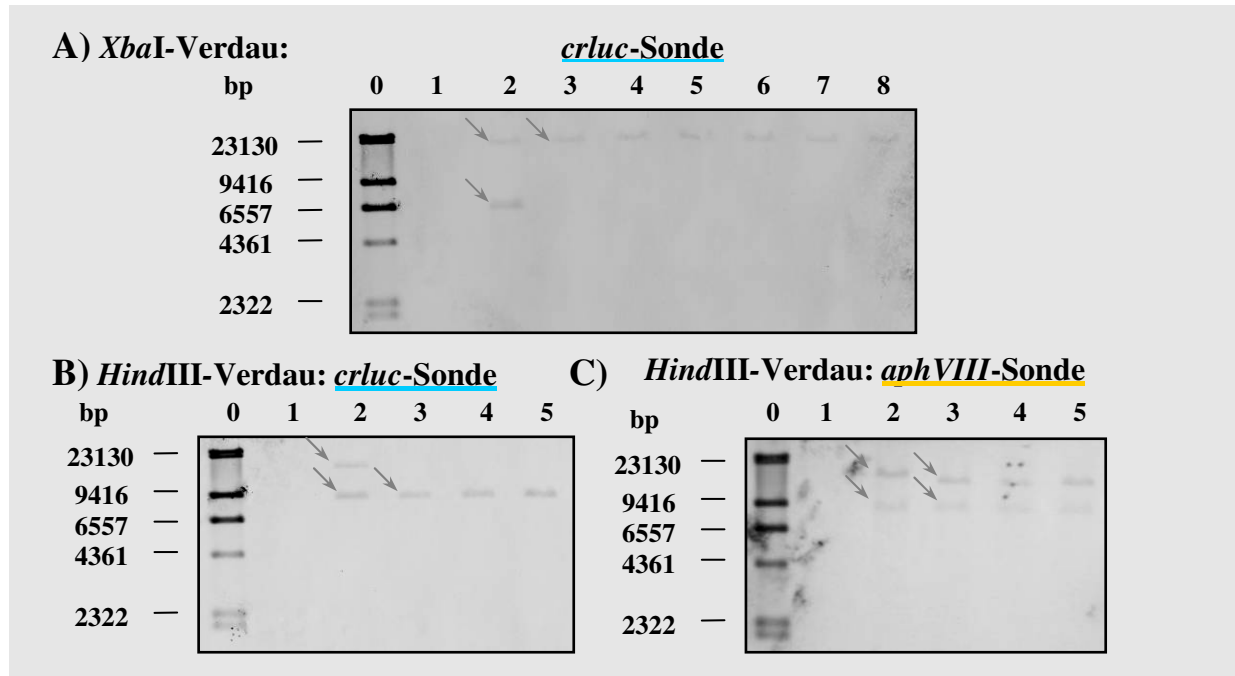 A) XbaI-Verdau: crluc-Sonde
bp 0 1 2 3 4 5 6 7 8
23130
9416
6557
4361
2322
B) HindIII-Verdau: crluc-Sonde
bp 0 1 2 3 4 5
23130
9416
6557
4361
2322
C) HindIII-Verdau: aphVIII-Sonde
bp 0 1 2 3 4 5
23130
9416
6557
4361
2322